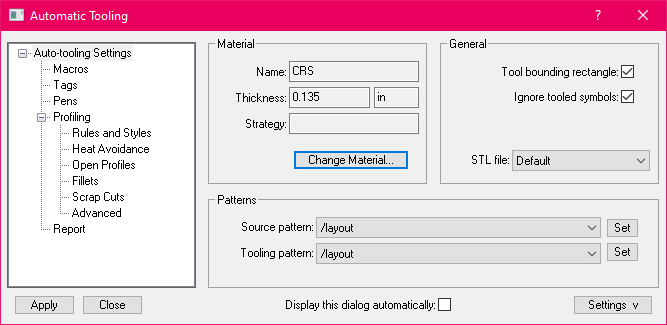 Automatic Tooling
Auto-tooling Settings
Macros
Tags
Pens
Profiling
Rules and Styles
Heat Avoidance
Open Profiles
Fillets
Scrap Cuts
Advanced
Report
Material
Name: CRS
Thickness: 0.135 in
Strategy:
Change Material...
General
Tool bounding rectangle:
Ignore tooled symbols:
STL file: Default
Patterns
Source pattern: /layout Set
Tooling pattern: /layout Set
Apply Close Display this dialog automatically: Settings v